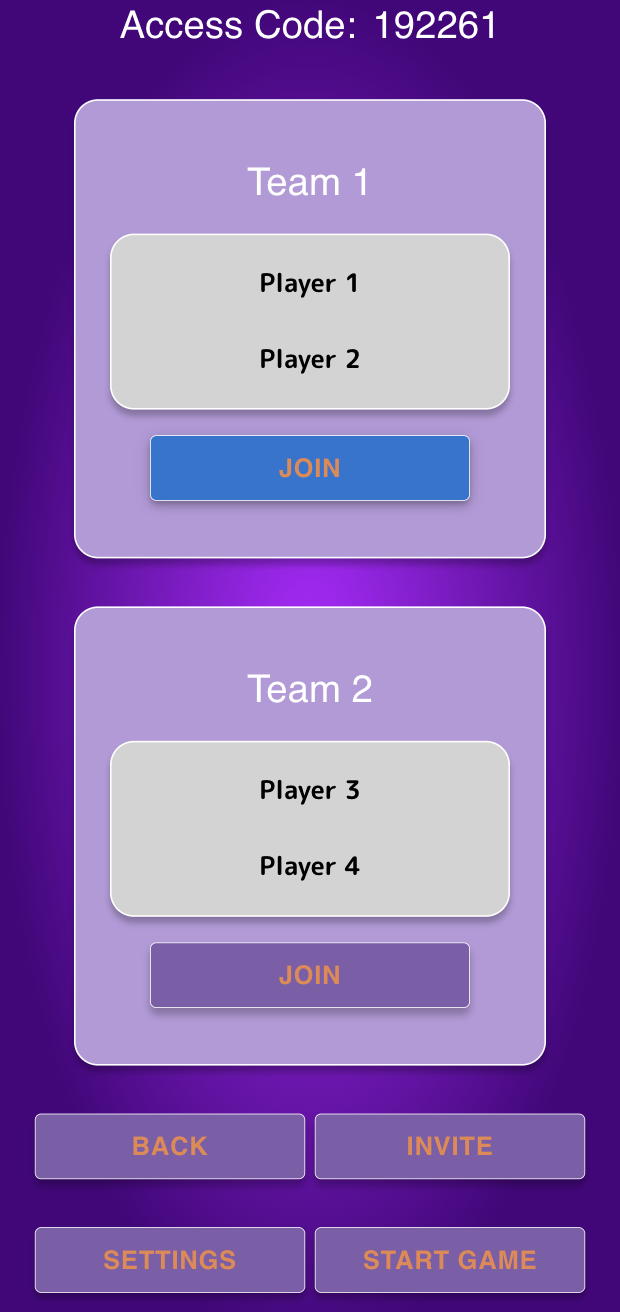 Access Code: 192261
Team 1
Player 1
Player 2
JOIN
Team 2
Player 3
Player 4
JOIN
BACK INVITE
SETTINGS START GAME